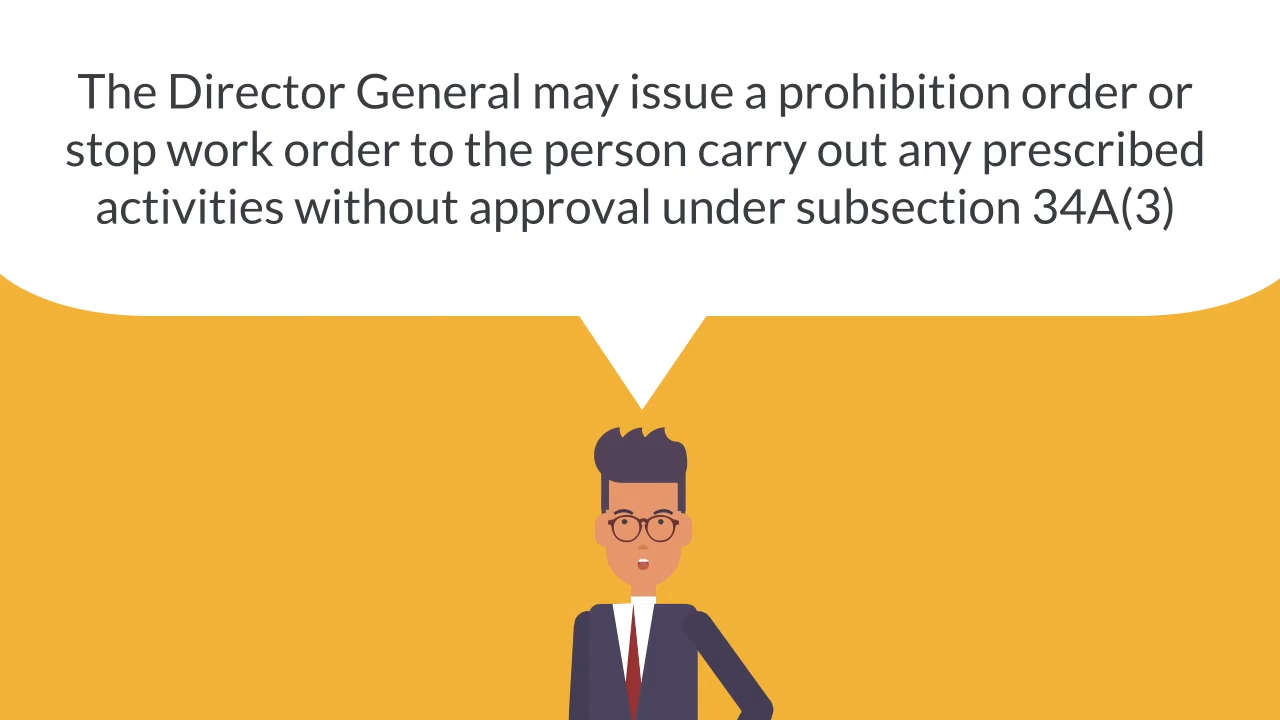 The Director General may issue a prohibition order or
stop work order to the person carry out any prescribed
activities without approval under subsection 34A(3)